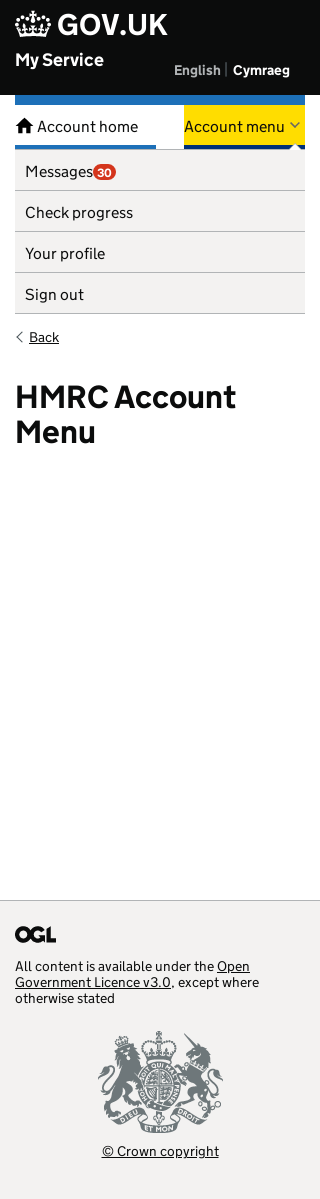 GOV.UK
My Service
English | Cymraeg
Account home
Account menu
Messages 30
Check progress
Your profile
Sign out
Back
HMRC Account
Menu
OGL
All content is available under the Open
Government Licence v3.0, except where
otherwise stated
DIEU ET MON DROIT
© Crown copyright